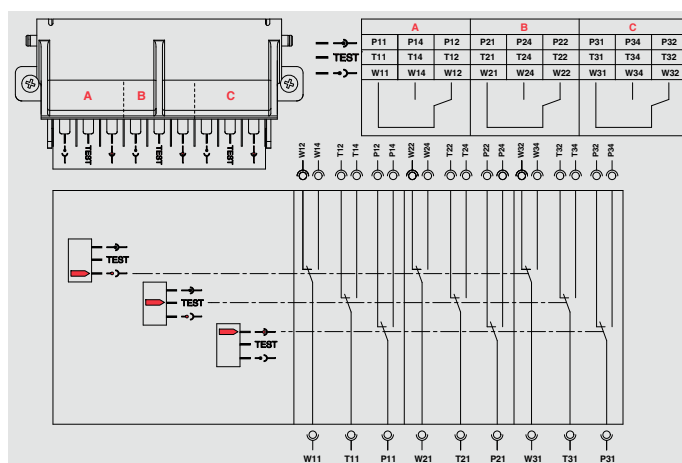 A B C
P11 P14 P12 P21 P24 P22 P31 P34 P32
TEST T11 T14 T12 T21 T24 T22 T31 T34 T32
W11 W14 W12 W21 W24 W22 W31 W34 W32
A B C
TEST TEST TEST
W12 W14 T12 T14 P12 P14 W22 W24 T22 T24 P22 P24 W32 W34 T32 T34 P32 P34
TEST
TEST
TEST
W11 T11 P11 W21 T21 P21 W31 T31 P31